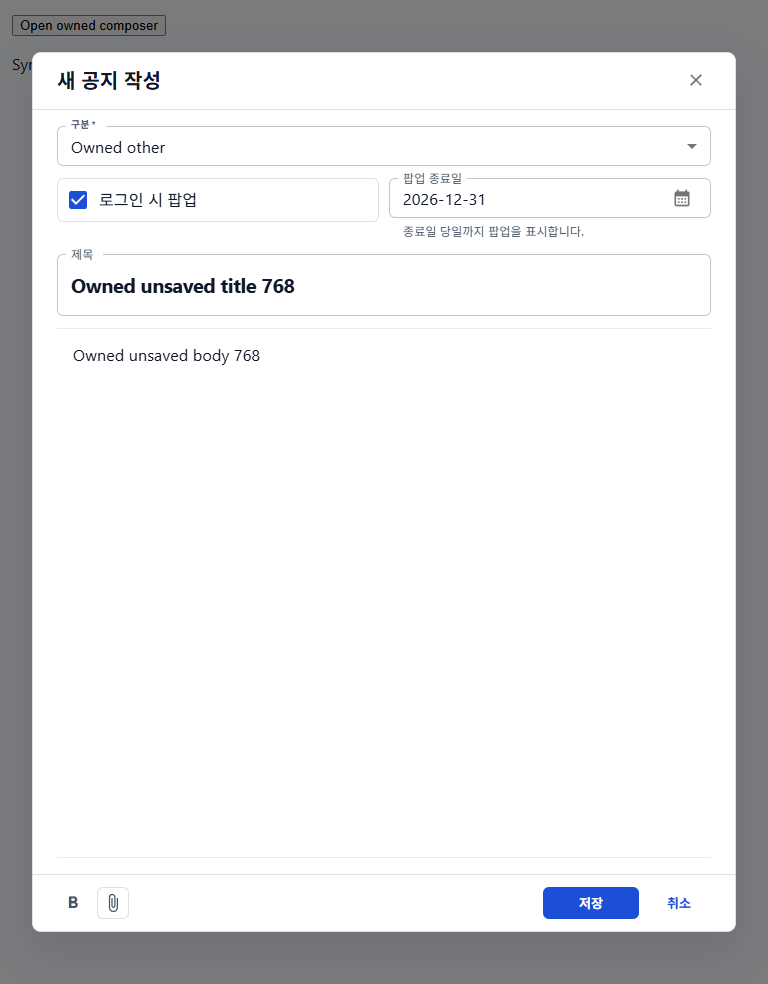 Open owned composer
새 공지 작성
구분 *
Owned other
로그인 시 팝업
팝업 종료일
2026-12-31
종료일 당일까지 팝업을 표시합니다.
제목
Owned unsaved title 768
Owned unsaved body 768
B
저장
취소